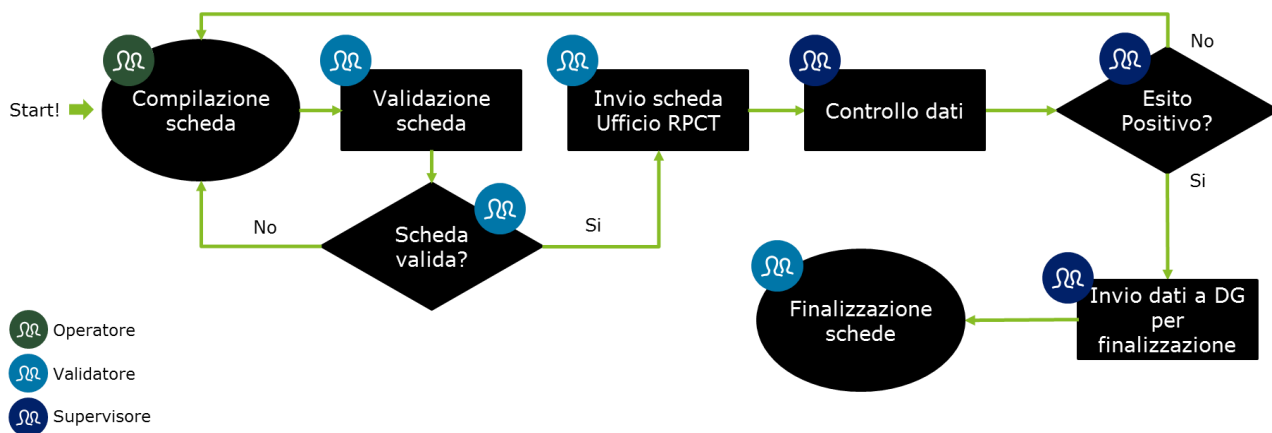 Start!
Compilazione
scheda
Validazione
scheda
Invio scheda
Ufficio RPCT
Controllo dati
Esito
Positivo?
No
Si
Scheda
valida?
No
Si
Invio dati a DG
per
finalizzazione
Finalizzazione
schede
Operatore
Validatore
Supervisore